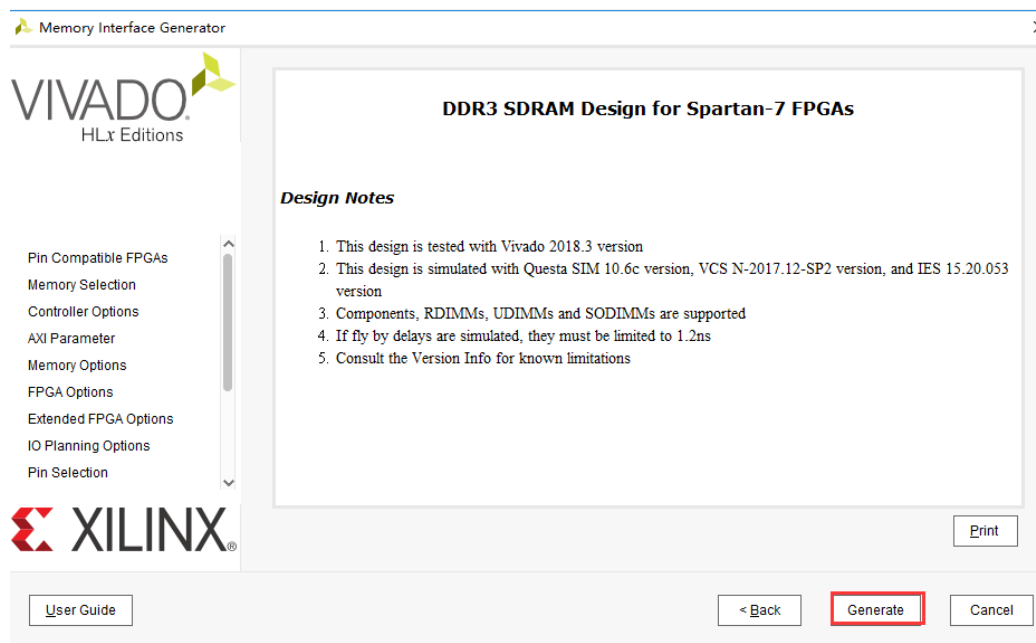 Memory Interface Generator
VIVADO.
HLx Editions
Pin Compatible FPGAs
Memory Selection
Controller Options
AXI Parameter
Memory Options
FPGA Options
Extended FPGA Options
IO Planning Options
Pin Selection
XILINX®
DDR3 SDRAM Design for Spartan-7 FPGAs
Design Notes
1. This design is tested with Vivado 2018.3 version
2. This design is simulated with Questa SIM 10.6c version, VCS N-2017.12-SP2 version, and IES 15.20.053
version
3. Components, RDIMMs, UDIMMs and SODIMMs are supported
4. If fly by delays are simulated, they must be limited to 1.2ns
5. Consult the Version Info for known limitations
Print
User Guide
< Back
Generate
Cancel